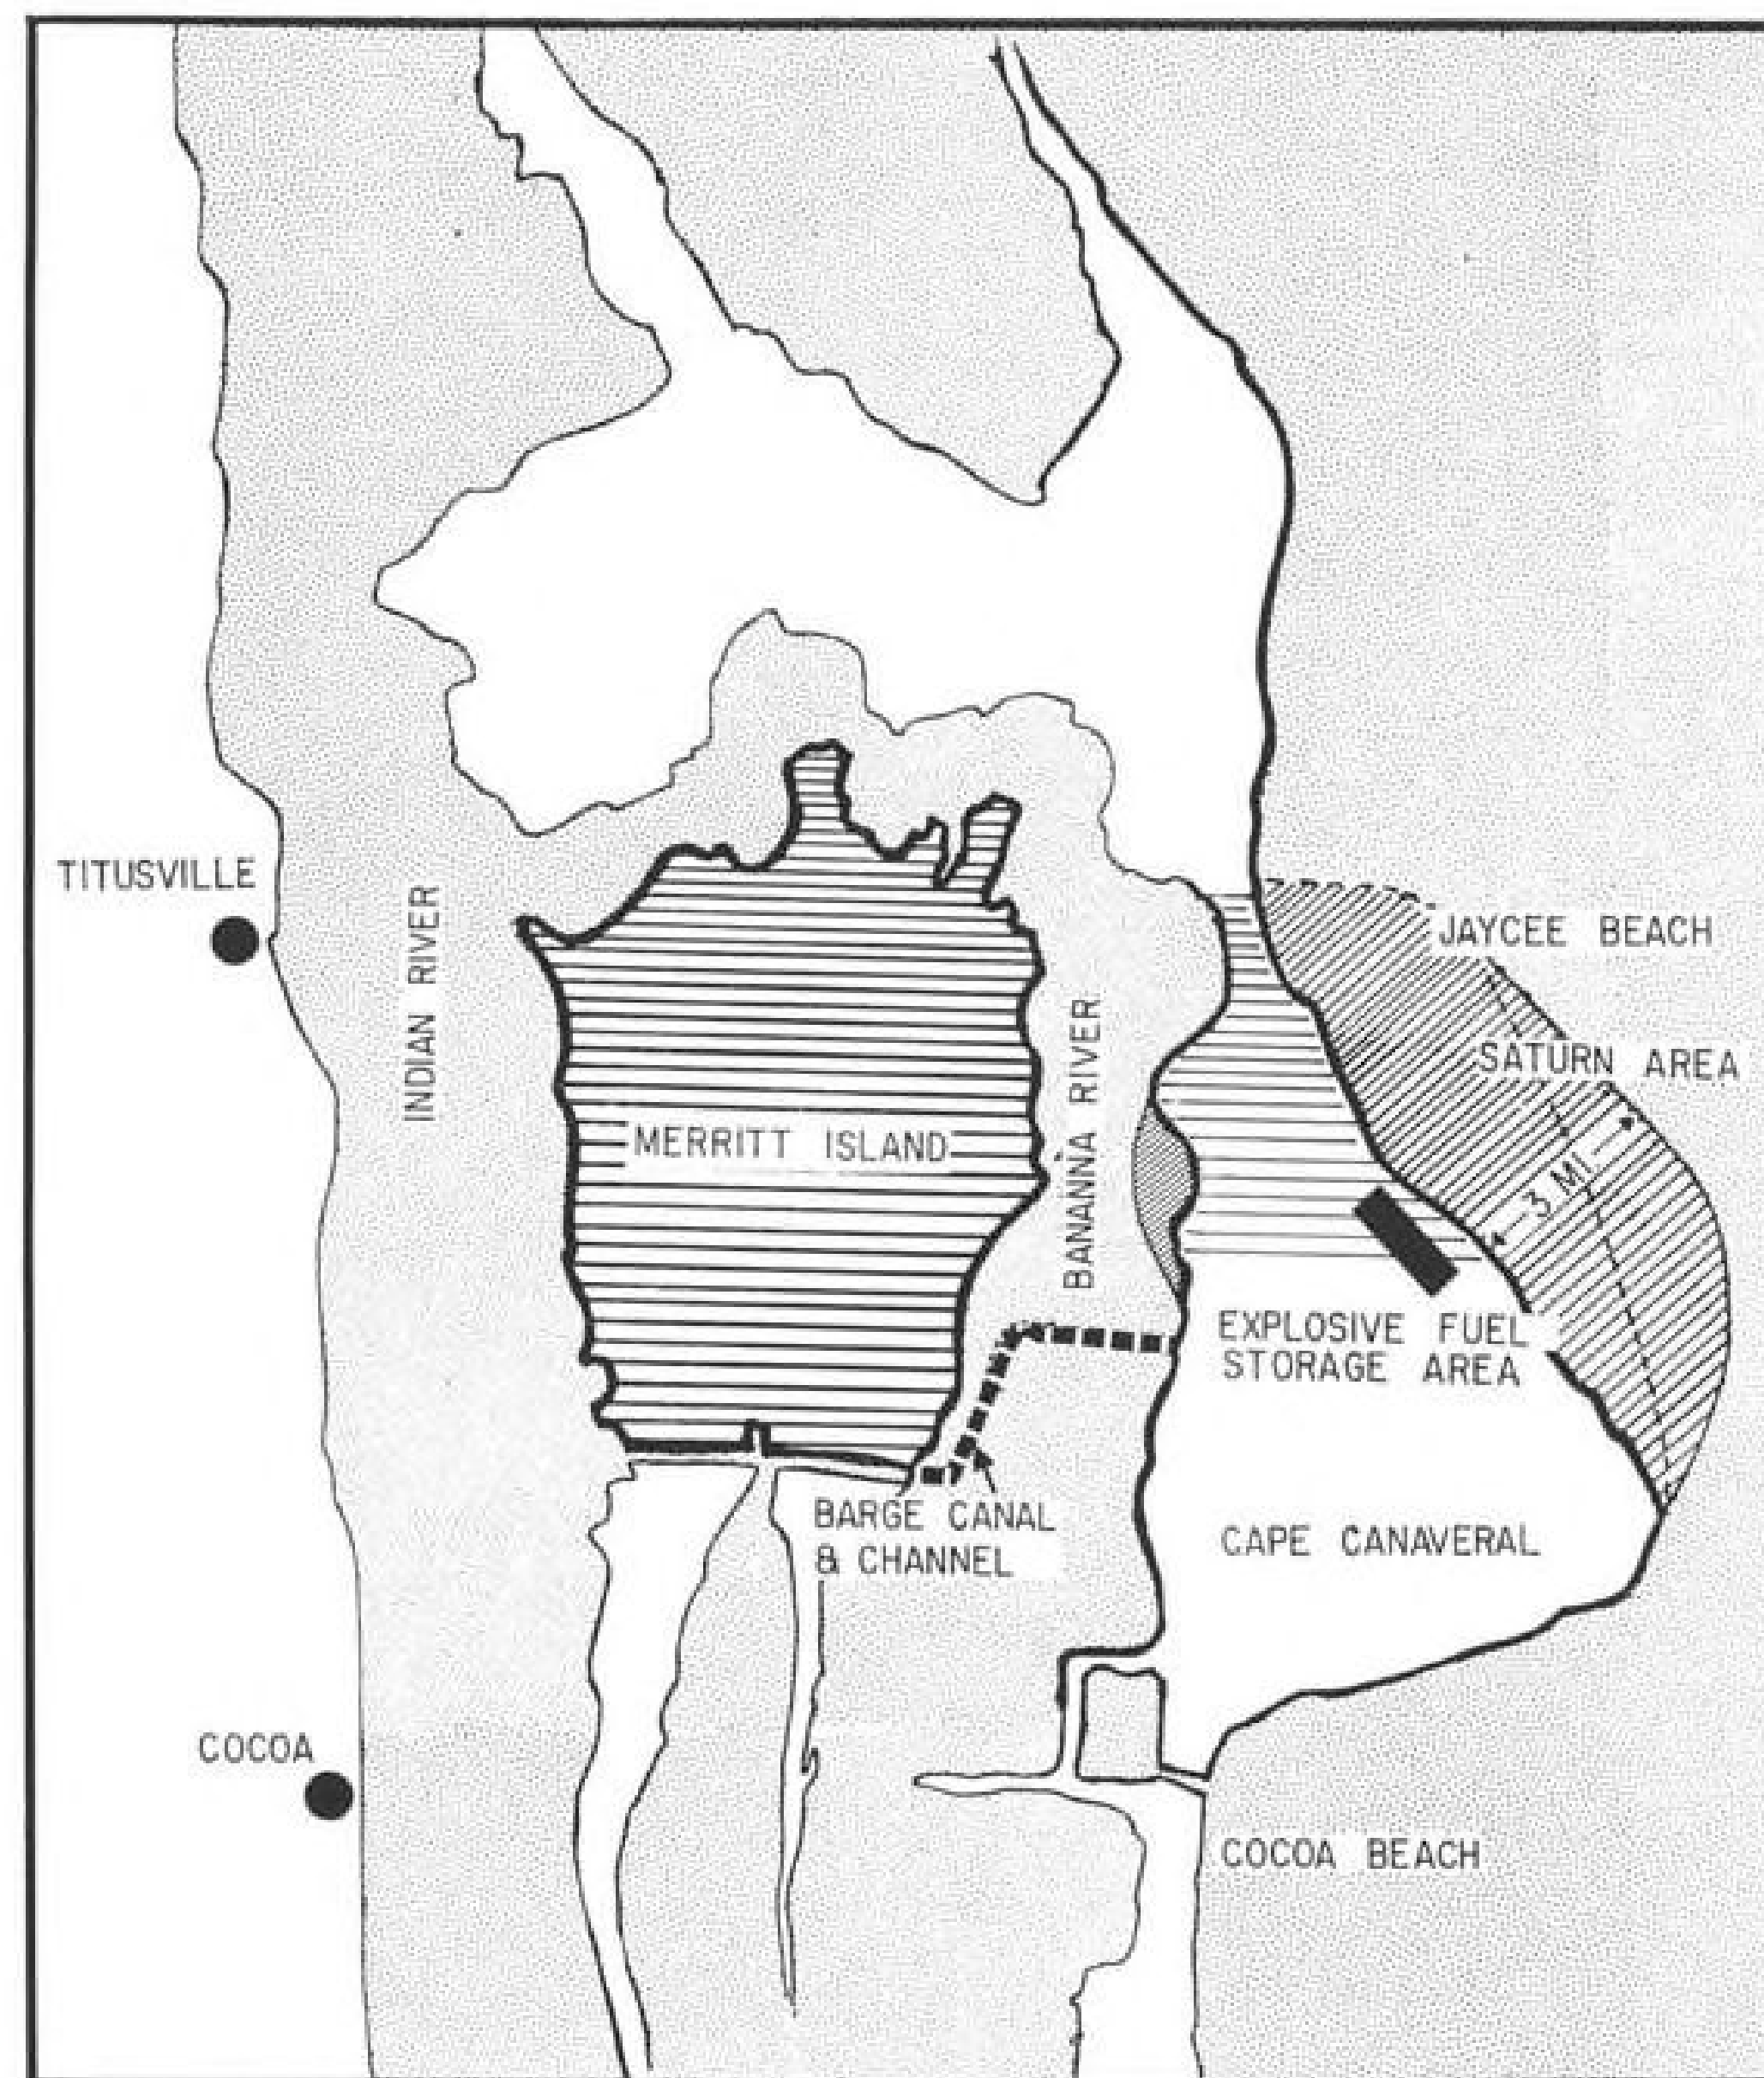 TITUSVILLE
INDIAN RIVER
JAYCEE BEACH
SATURN AREA
BANANNA RIVER
MERRITT ISLAND
3 MI
EXPLOSIVE FUEL
STORAGE AREA
BARGE CANAL
& CHANNEL
CAPE CANAVERAL
COCOA
COCOA BEACH